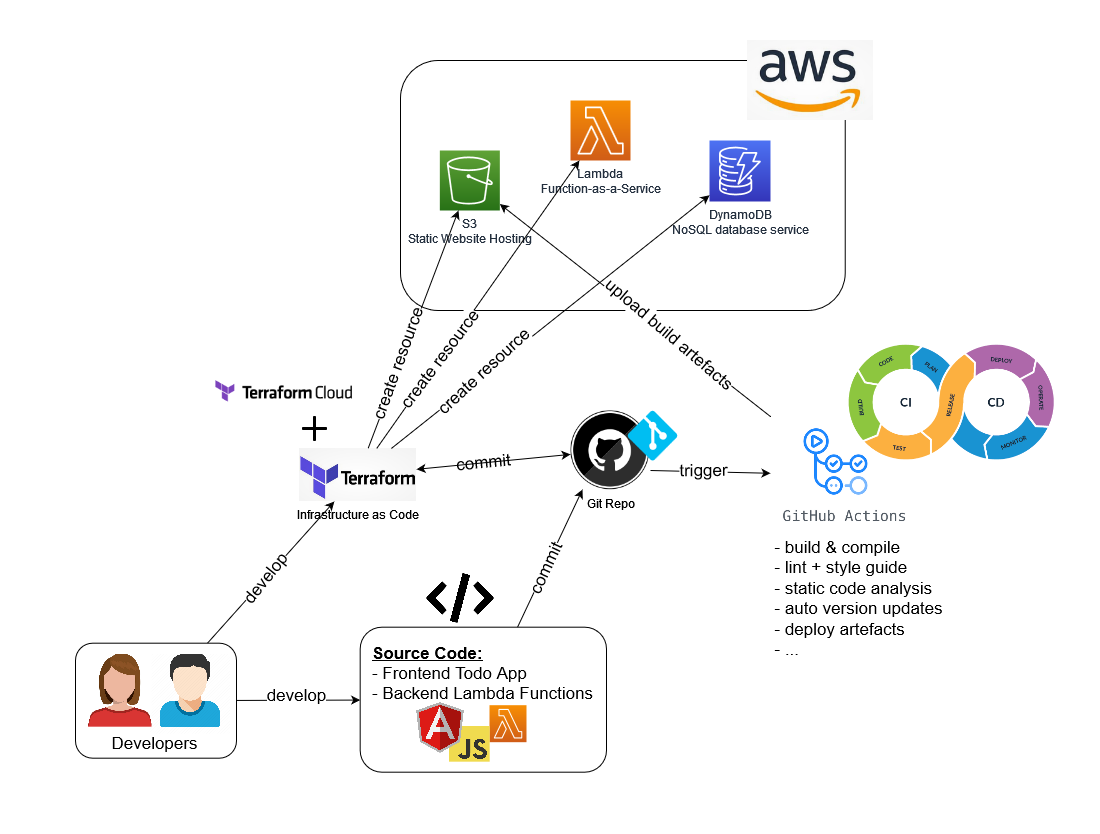 aws
Lambda
Function-as-a-Service
S3
Static Website Hosting
DynamoDB
NoSQL database service
create resource
create resource
create resource
upload build artefacts
Terraform Cloud
+
Terraform
Infrastructure as Code
commit
Git Repo
trigger
CI
CODE
PLAN
BUILD
TEST
RELEASE
CD
DEPLOY
OPERATE
MONITOR
GitHub Actions
- build & compile
- lint + style guide
- static code analysis
- auto version updates
- deploy artefacts
- ...
develop
commit
</>
Source Code:
- Frontend Todo App
- Backend Lambda Functions
A
JS
develop
Developers